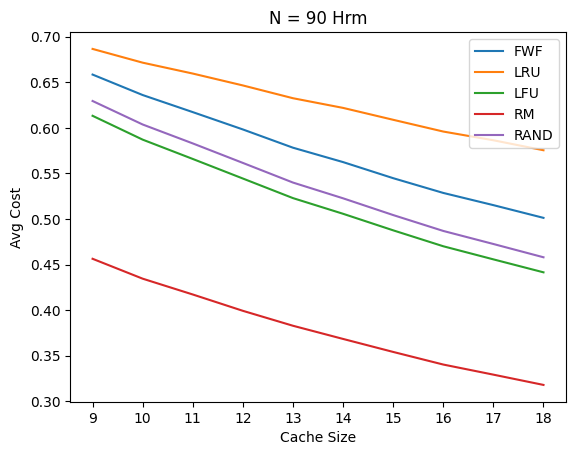 N = 90 Hrm
FWF
LRU
LFU
RM
RAND
Avg Cost
0.70
0.65
0.60
0.55
0.50
0.45
0.40
0.35
0.30
9 10 11 12 13 14 15 16 17 18
Cache Size